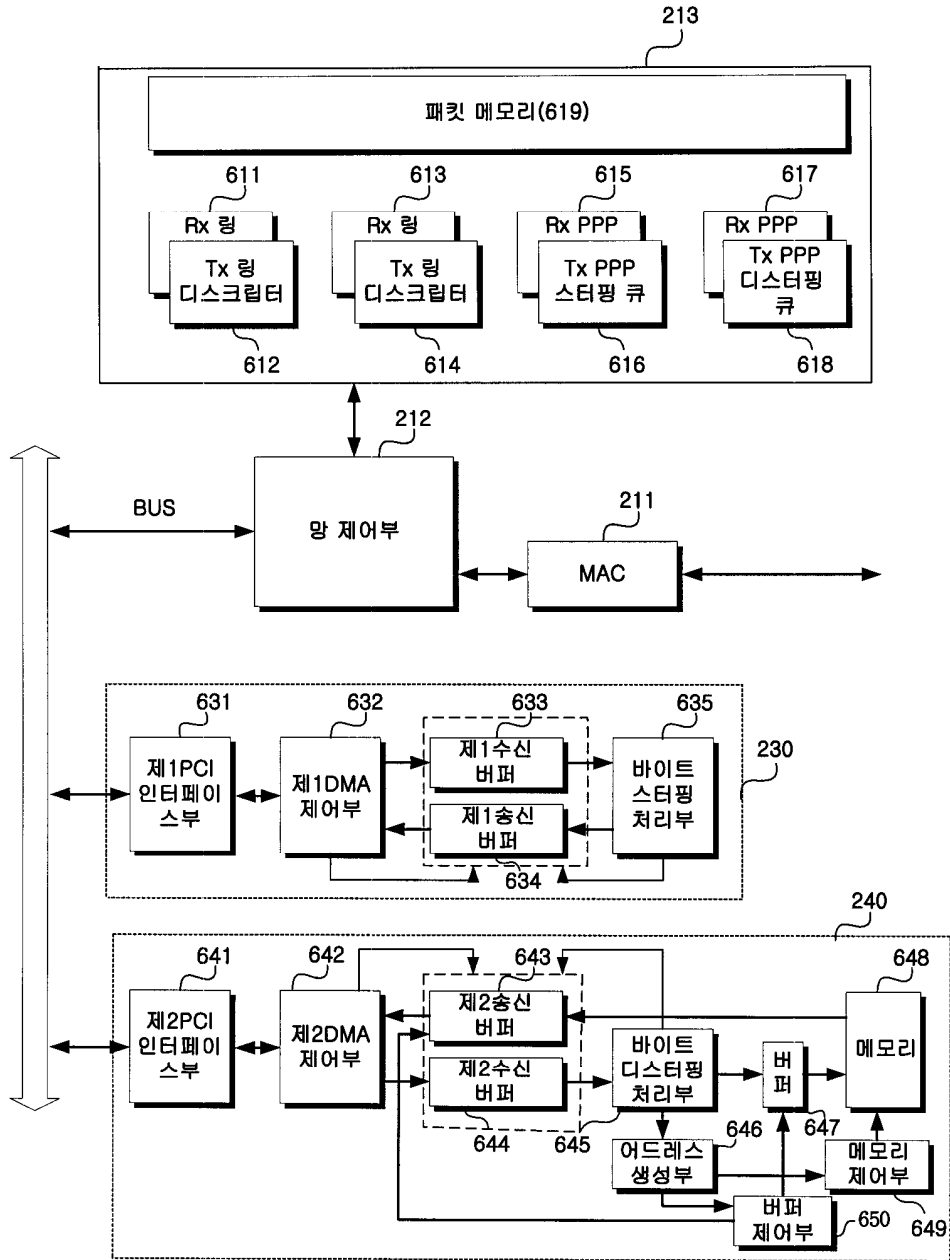 213
패킷 메모리(619)
611
613
615
617
Rx 링
Rx 링
Rx PPP
Rx PPP
Tx 링
디스크립터
Tx 링
디스크립터
Tx PPP
스터핑 큐
Tx PPP
디스터핑
큐
612
614
616
618
212
BUS
망 제어부
211
MAC
631
632
633
635
230
제1PCI
인터페이
스부
제1DMA
제어부
제1수신
버퍼
제1송신
버퍼
634
바이트
스터핑
처리부
240
641
642
643
648
제2PCI
인터페이
스부
제2DMA
제어부
제2송신
버퍼
제2수신
버퍼
644
645
바이트
디스터핑
처리부
버
퍼
647
메모리
646
어드레스
생성부
메모리
제어부
649
버퍼
제어부
650